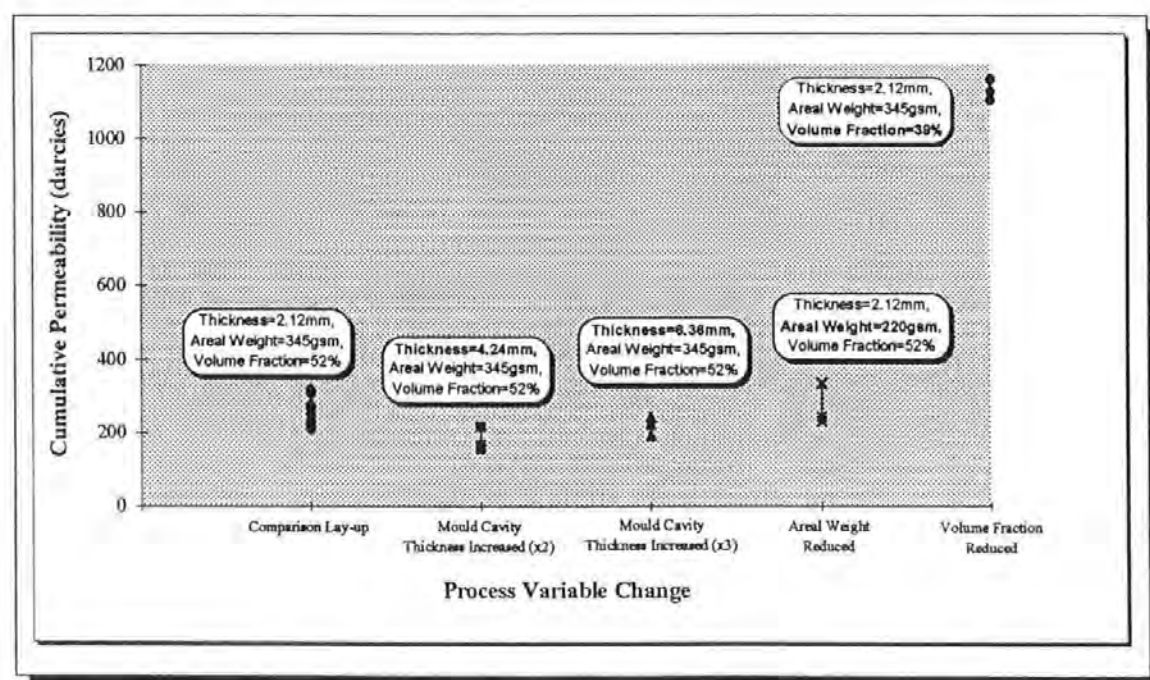 Cumulative Permeability (darcies)
1200
1000
800
600
400
200
0
Thickness=2.12mm,
Areal Weight=345gsm,
Volume Fraction=52%
Thickness=4.24mm,
Areal Weight=345gsm,
Volume Fraction=52%
Thickness=6.36mm,
Areal Weight=345gsm,
Volume Fraction=52%
Thickness=2.12mm,
Areal Weight=220gsm,
Volume Fraction=52%
Thickness=2.12mm,
Areal Weight=345gsm,
Volume Fraction=39%
Comparison Lay-up
Mould Cavity
Thickness Increased (x2)
Mould Cavity
Thickness Increased (x3)
Areal Weight
Reduced
Volume Fraction
Reduced
Process Variable Change